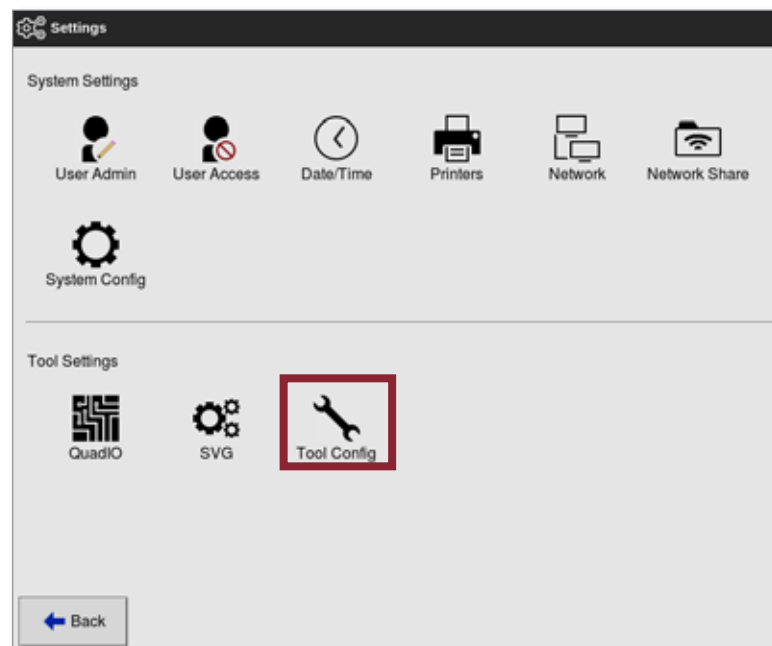 Settings
System Settings
User Admin User Access Date/Time Printers Network Network Share
System Config
Tool Settings
QuadIO SVG Tool Config
Back